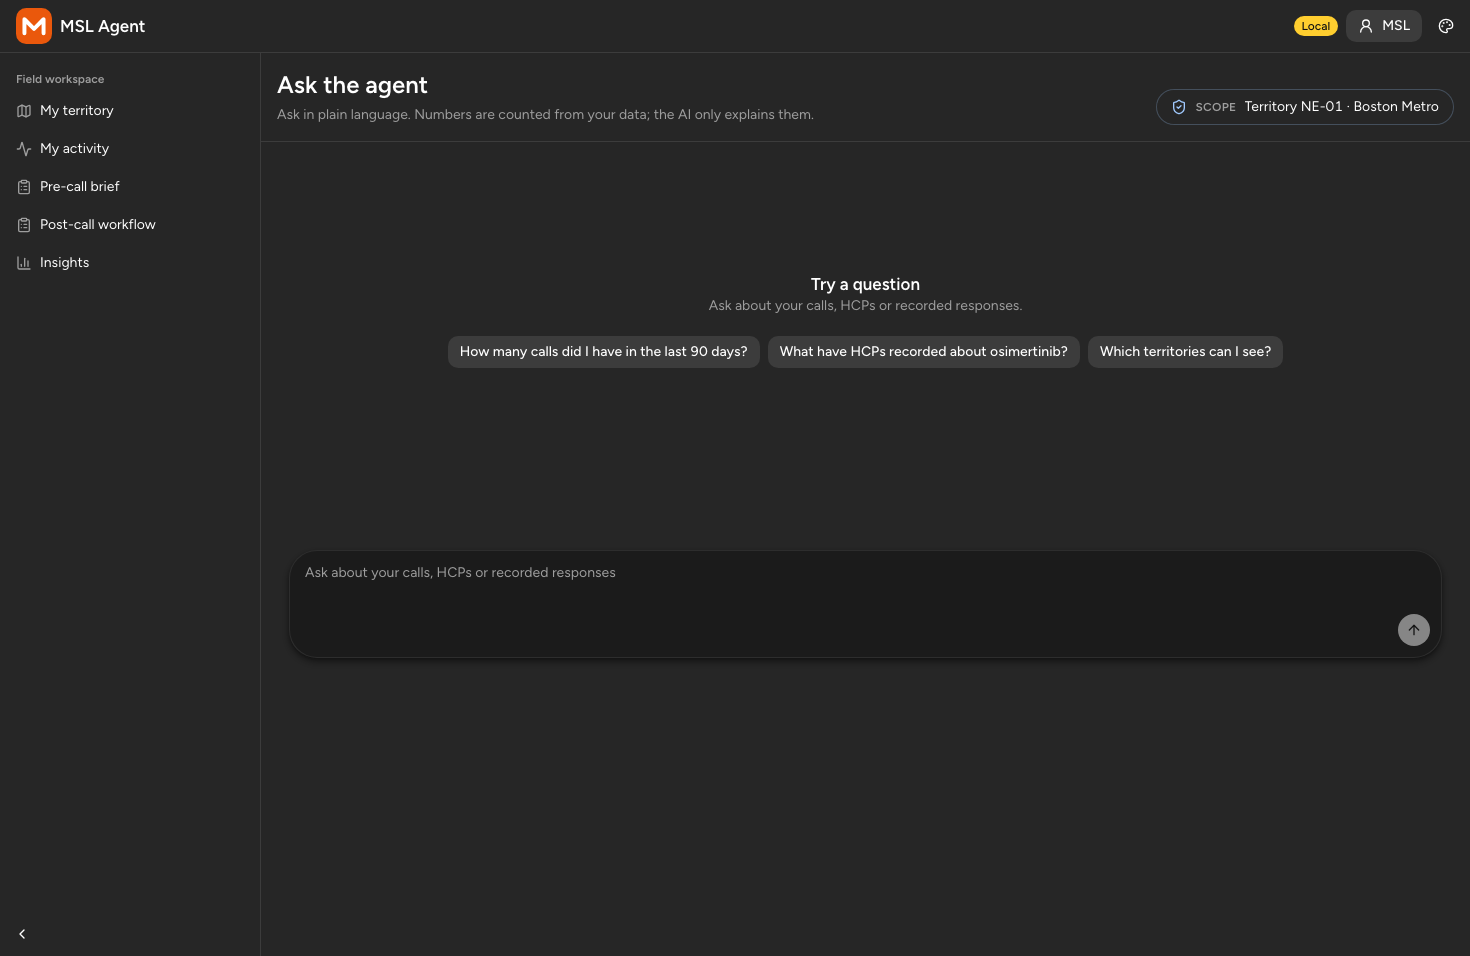 MSL Agent
Local
MSL
Field workspace
My territory
My activity
Pre-call brief
Post-call workflow
Insights
Ask the agent
Ask in plain language. Numbers are counted from your data; the AI only explains them.
SCOPE Territory NE-01 · Boston Metro
Try a question
Ask about your calls, HCPs or recorded responses.
How many calls did I have in the last 90 days?
What have HCPs recorded about osimertinib?
Which territories can I see?
Ask about your calls, HCPs or recorded responses